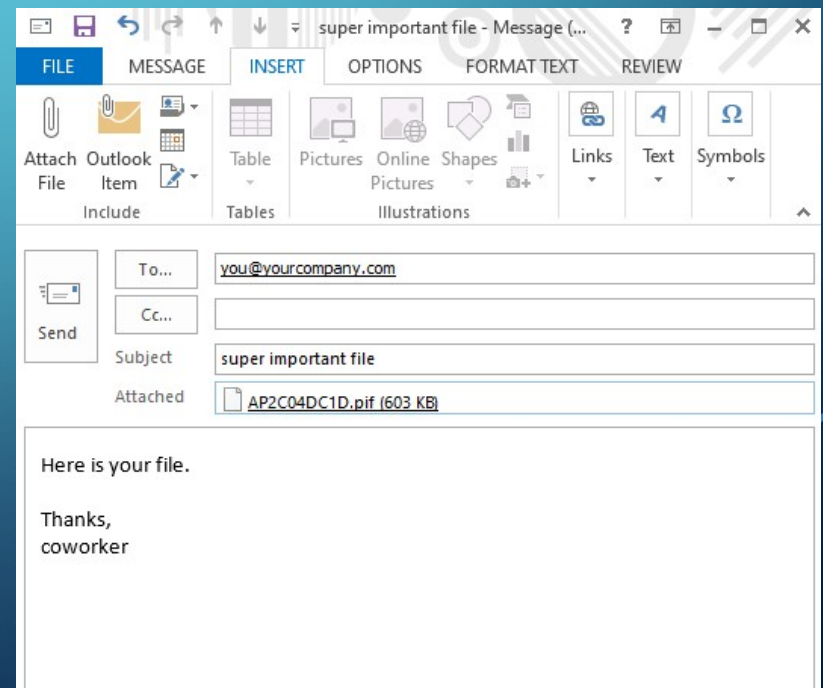 super important file - Message (...
?
FILE MESSAGE INSERT OPTIONS FORMAT TEXT REVIEW
Attach File
Outlook Item
Table
Pictures
Online Pictures
Shapes
Links
Text
Symbols
Include Tables Illustrations
Send
To... you@yourcompany.com
Cc...
Subject super important file
Attached AP2C04DC1D.pif (603 KB)
Here is your file.
Thanks,
coworker